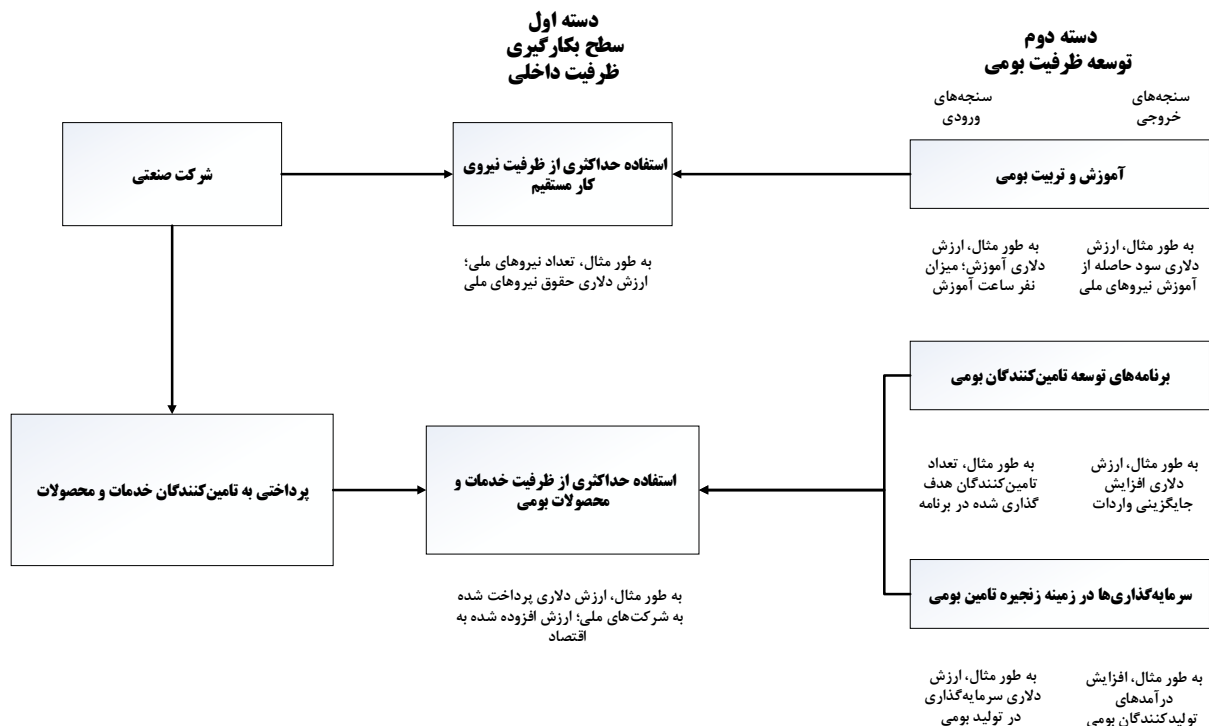 دسته اول
سطح بکارگیری
ظرفیت داخلی
دسته دوم
توسعه ظرفیت بومی
سنجه‌های
خروجی
سنجه‌های
ورودی
آموزش و تربیت بومی
استفاده حداکثری از ظرفیت نیروی
کار مستقیم
شرکت صنعتی
به طور مثال، ارزش
دلاری سود حاصله از
آموزش نیروهای ملی
به طور مثال، ارزش
دلاری آموزش؛ میزان
نفر ساعت آموزش
به طور مثال، تعداد نیروهای ملی؛
ارزش دلاری حقوق نیروهای ملی
برنامه‌های توسعه تامین‌کنندگان بومی
به طور مثال، ارزش
دلاری افزایش
جایگزینی واردات
به طور مثال، تعداد
تامین‌کنندگان هدف
گذاری شده در برنامه
استفاده حداکثری از ظرفیت خدمات و
محصولات بومی
پرداختی به تامین‌کنندگان خدمات و محصولات
سرمایه‌گذاری‌ها در زمینه زنجیره تامین بومی
به طور مثال، ارزش دلاری پرداخت شده
به شرکت‌های ملی؛ ارزش افزوده شده به
اقتصاد
به طور مثال، افزایش
درآمدهای
تولیدکنندگان بومی
به طور مثال، ارزش
دلاری سرمایه‌گذاری
در تولید بومی